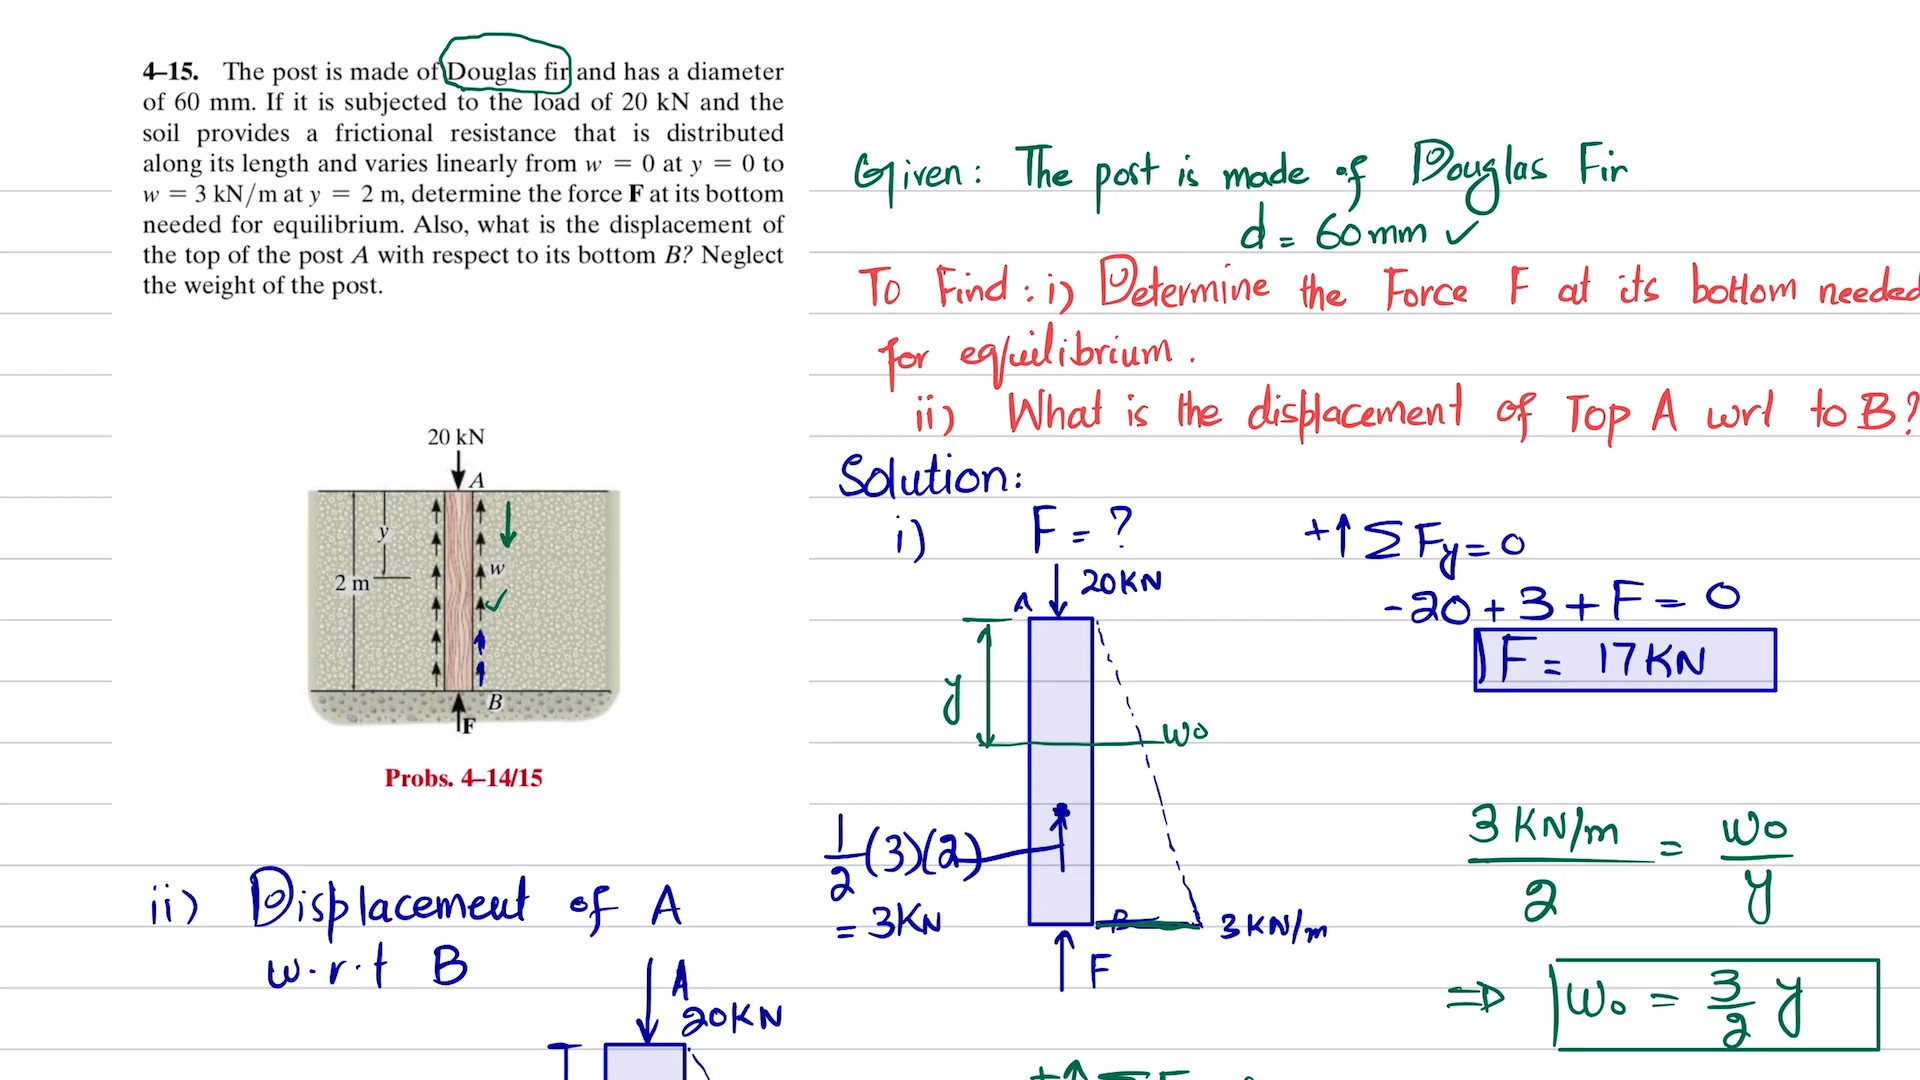 4–15. The post is made of Douglas fir and has a diameter
of 60 mm. If it is subjected to the load of 20 kN and the
soil provides a frictional resistance that is distributed
along its length and varies linearly from w = 0 at y = 0 to
w = 3 kN/m at y = 2 m, determine the force F at its bottom
needed for equilibrium. Also, what is the displacement of
the top of the post A with respect to its bottom B? Neglect
the weight of the post.
20 kN
A
y
w
2 m
B
F
Probs. 4–14/15
Given: The post is made of Douglas Fir
d = 60mm ✓
To Find: i) Determine the Force F at its bottom needed
for equilibrium.
ii) What is the displacement of Top A wrt to B?
Solution:
i) F = ?
20KN
A
y
wo
1/2 (3)(2)
= 3KN
B
3KN/m
F
+↑ ΣFy = 0
-20 + 3 + F = 0
F = 17KN
3 KN/m / 2 = wo / y
⇒ wo = 3/2 y
ii) Displacement of A
w.r.t B
A
20KN